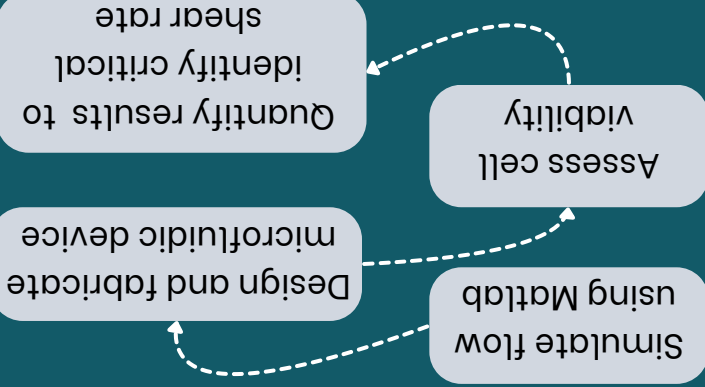 Simulate flow
using Matlab
Design and fabricate
microfluidic device
Assess cell
viability
Quantify results to
identify critical
shear rate